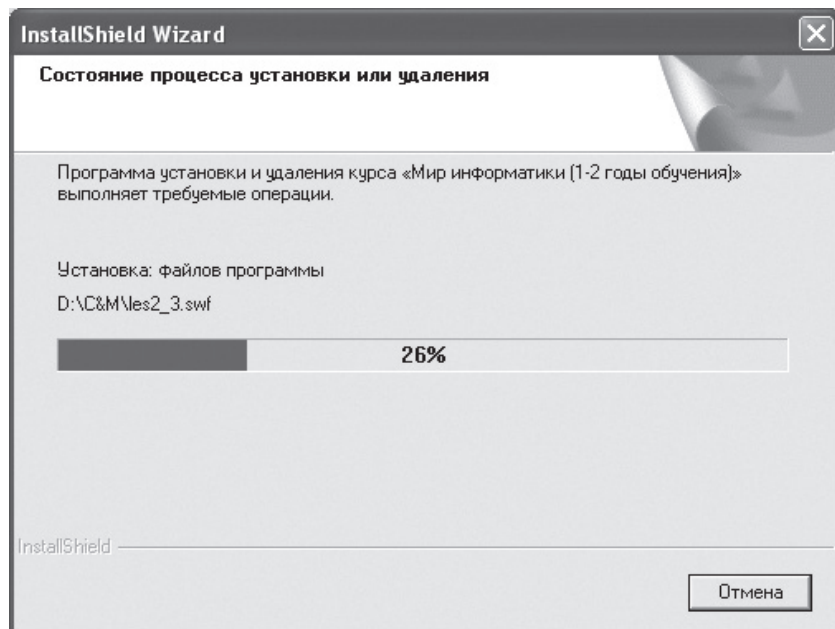 InstallShield Wizard
Состояние процесса установки или удаления
Программа установки и удаления курса «Мир информатики (1-2 годы обучения)»
выполняет требуемые операции.
Установка: файлов программы
D:\C&M\les2_3.swf
26%
InstallShield
Отмена